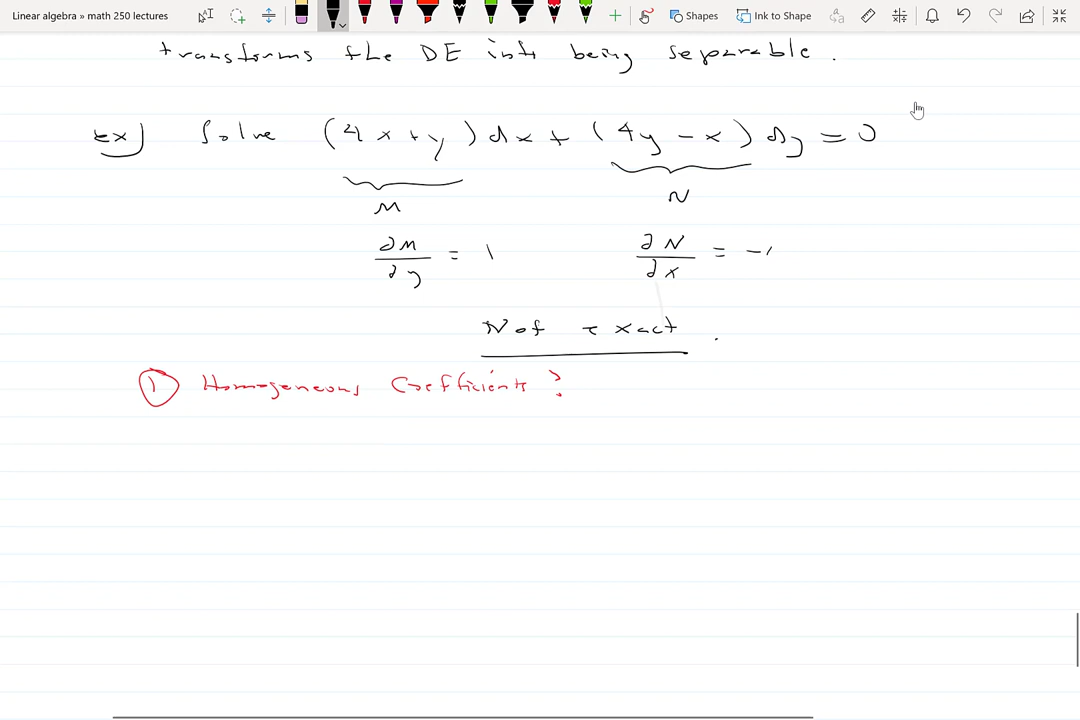 Linear algebra » math 250 lectures
Shapes
Ink to Shape
transforms the DE into being separable.
Ex) Solve (4x + y) dx + (4y - x) dy = 0
M N
∂M/∂y = 1 ∂N/∂x = -1
Not exact.
① Homogeneous Coefficients ?